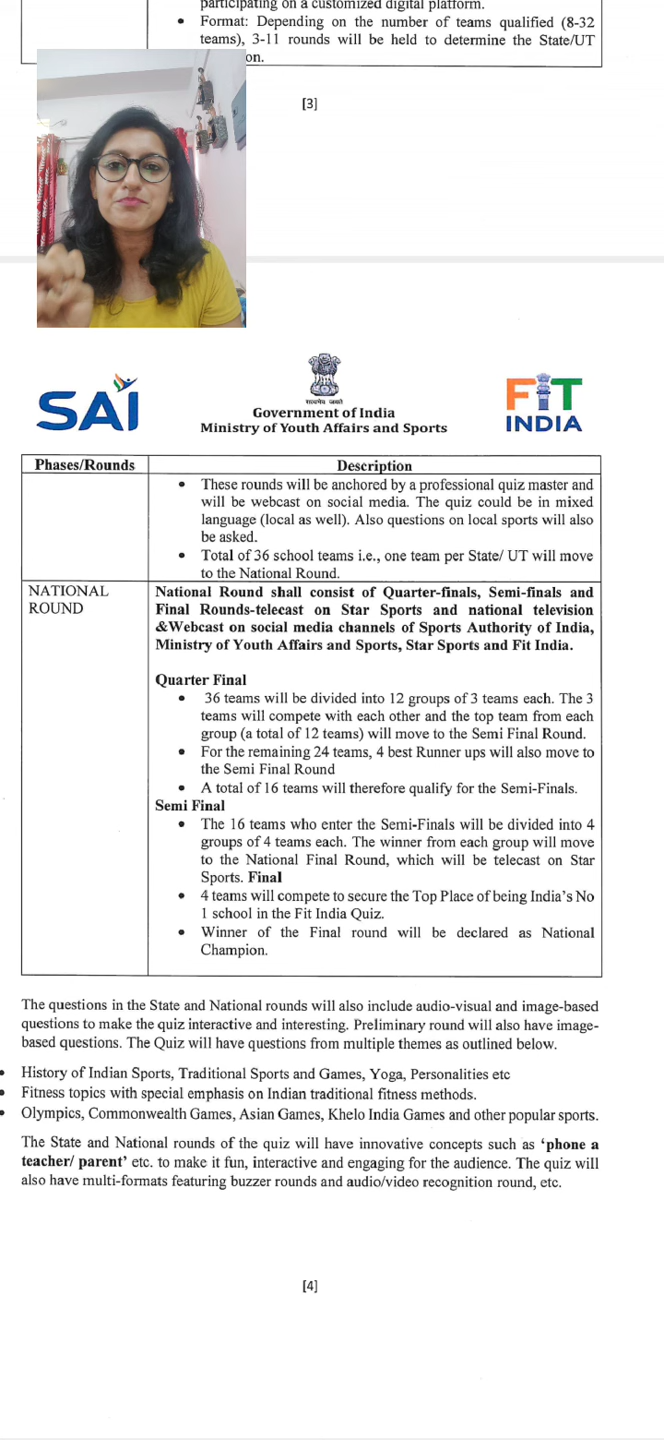 participating on a customized digital platform.
• Format: Depending on the number of teams qualified (8-32
teams), 3-11 rounds will be held to determine the State/UT
on.
[3]
SAI
सत्यमेव जयते
Government of India
Ministry of Youth Affairs and Sports
FIT
INDIA
Phases/Rounds Description
• These rounds will be anchored by a professional quiz master and
will be webcast on social media. The quiz could be in mixed
language (local as well). Also questions on local sports will also
be asked.
• Total of 36 school teams i.e., one team per State/ UT will move
to the National Round.
NATIONAL
ROUND
National Round shall consist of Quarter-finals, Semi-finals and
Final Rounds-telecast on Star Sports and national television
&Webcast on social media channels of Sports Authority of India,
Ministry of Youth Affairs and Sports, Star Sports and Fit India.
Quarter Final
• 36 teams will be divided into 12 groups of 3 teams each. The 3
teams will compete with each other and the top team from each
group (a total of 12 teams) will move to the Semi Final Round.
• For the remaining 24 teams, 4 best Runner ups will also move to
the Semi Final Round
• A total of 16 teams will therefore qualify for the Semi-Finals.
Semi Final
• The 16 teams who enter the Semi-Finals will be divided into 4
groups of 4 teams each. The winner from each group will move
to the National Final Round, which will be telecast on Star
Sports. Final
• 4 teams will compete to secure the Top Place of being India's No
1 school in the Fit India Quiz.
• Winner of the Final round will be declared as National
Champion.
The questions in the State and National rounds will also include audio-visual and image-based
questions to make the quiz interactive and interesting. Preliminary round will also have image-
based questions. The Quiz will have questions from multiple themes as outlined below.
• History of Indian Sports, Traditional Sports and Games, Yoga, Personalities etc
• Fitness topics with special emphasis on Indian traditional fitness methods.
• Olympics, Commonwealth Games, Asian Games, Khelo India Games and other popular sports.
The State and National rounds of the quiz will have innovative concepts such as 'phone a
teacher/ parent' etc. to make it fun, interactive and engaging for the audience. The quiz will
also have multi-formats featuring buzzer rounds and audio/video recognition round, etc.
[4]